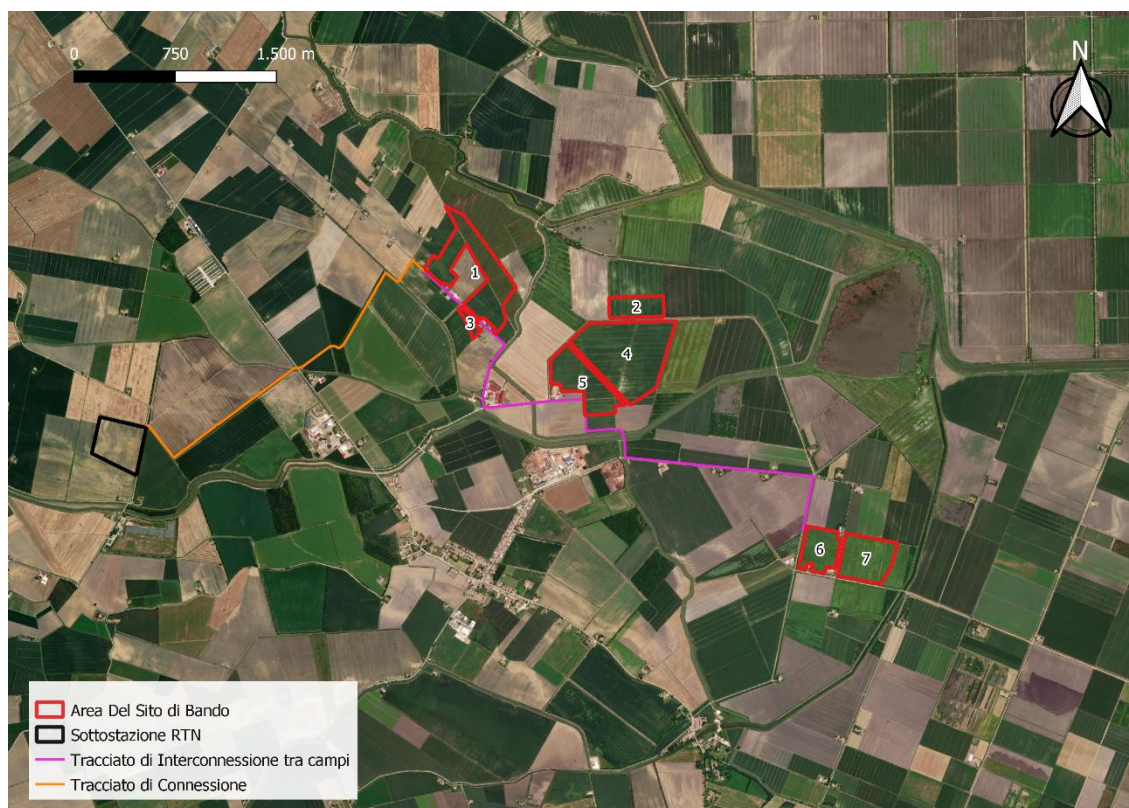 0 750 1.500 m
N
1
2
3
4
5
6
7
Area Del Sito di Bando
Sottostazione RTN
Tracciato di Interconnessione tra campi
Tracciato di Connessione